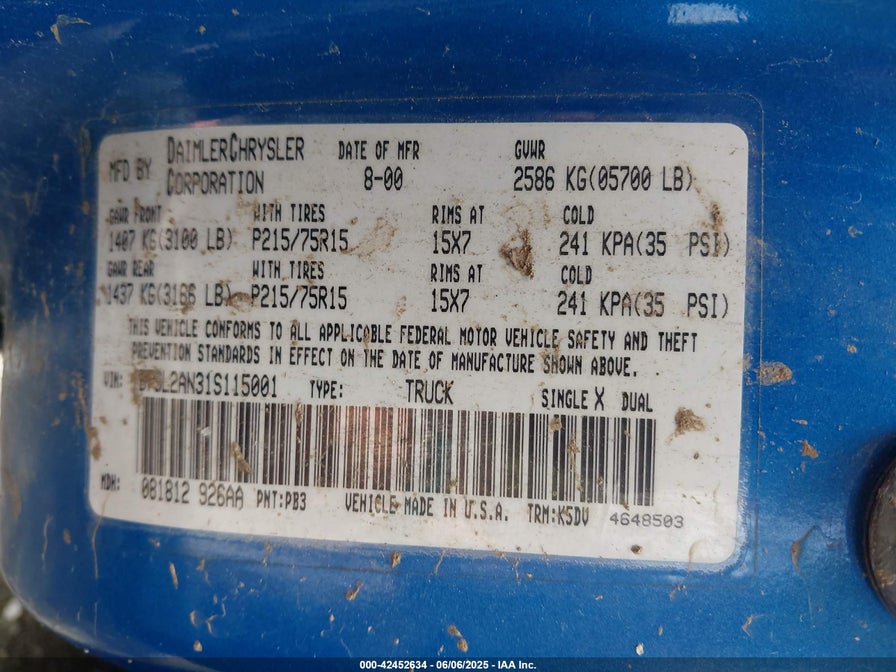 MFD BY DAIMLERCHRYSLER CORPORATION DATE OF MFR 8-00 GVWR 2586 KG(05700 LB)
GAWR FRONT WITH TIRES RIMS AT COLD
1407 KG(3100 LB) P215/75R15 15X7 241 KPA(35 PSI)
GAWR REAR WITH TIRES RIMS AT COLD
1437 KG(3166 LB) P215/75R15 15X7 241 KPA(35 PSI)
THIS VEHICLE CONFORMS TO ALL APPLICABLE FEDERAL MOTOR VEHICLE SAFETY AND THEFT
PREVENTION STANDARDS IN EFFECT ON THE DATE OF MANUFACTURE SHOWN ABOVE.
VIN: TYPE: TRUCK SINGLE X DUAL
MDH: 081812 926AA PNT:PB3 VEHICLE MADE IN U.S.A. TRM:K5DV 4648503
000-42452634 - 06/06/2025 - IAA Inc.